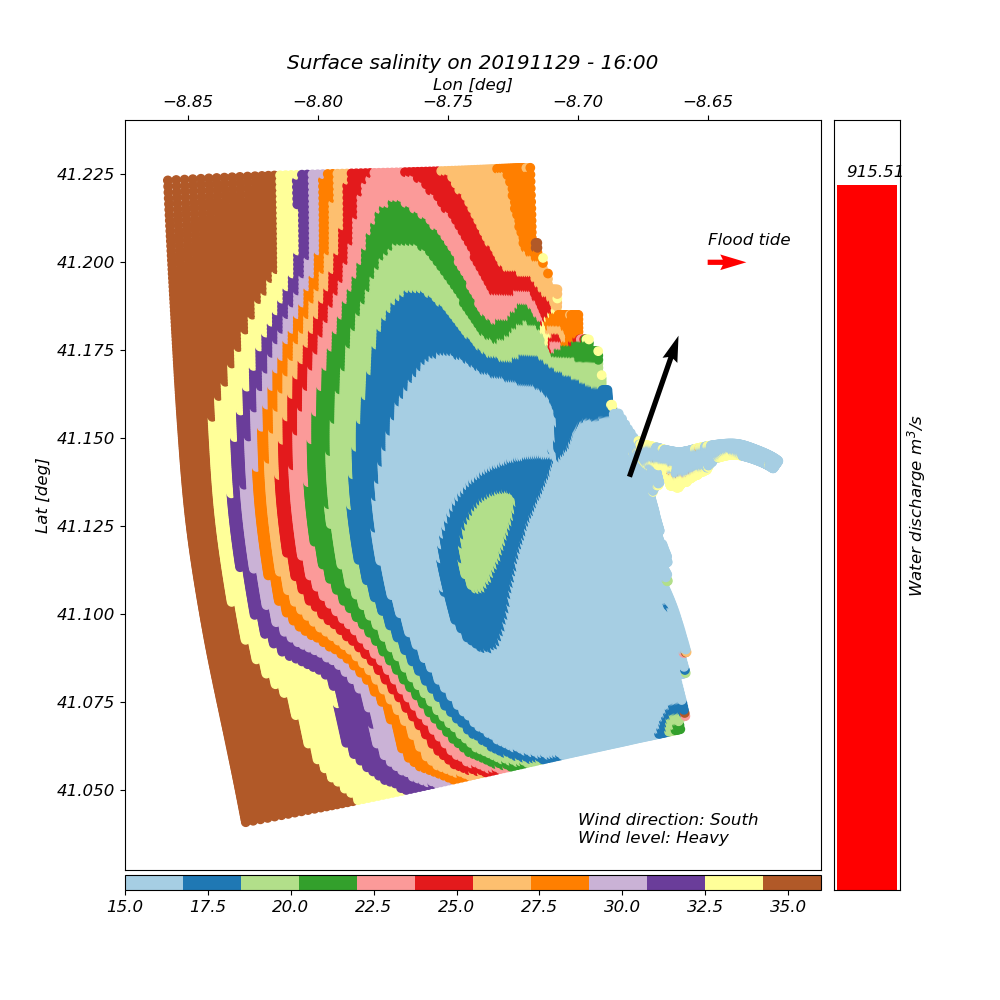 Surface salinity on 20191129 - 16:00
Lon [deg]
−8.85 −8.80 −8.75 −8.70 −8.65
915.51
41.225
Flood tide
41.200
41.175
41.150
Lat [deg]
41.125
Water discharge m³/s
41.100
41.075
41.050
Wind direction: South
Wind level: Heavy
15.0 17.5 20.0 22.5 25.0 27.5 30.0 32.5 35.0